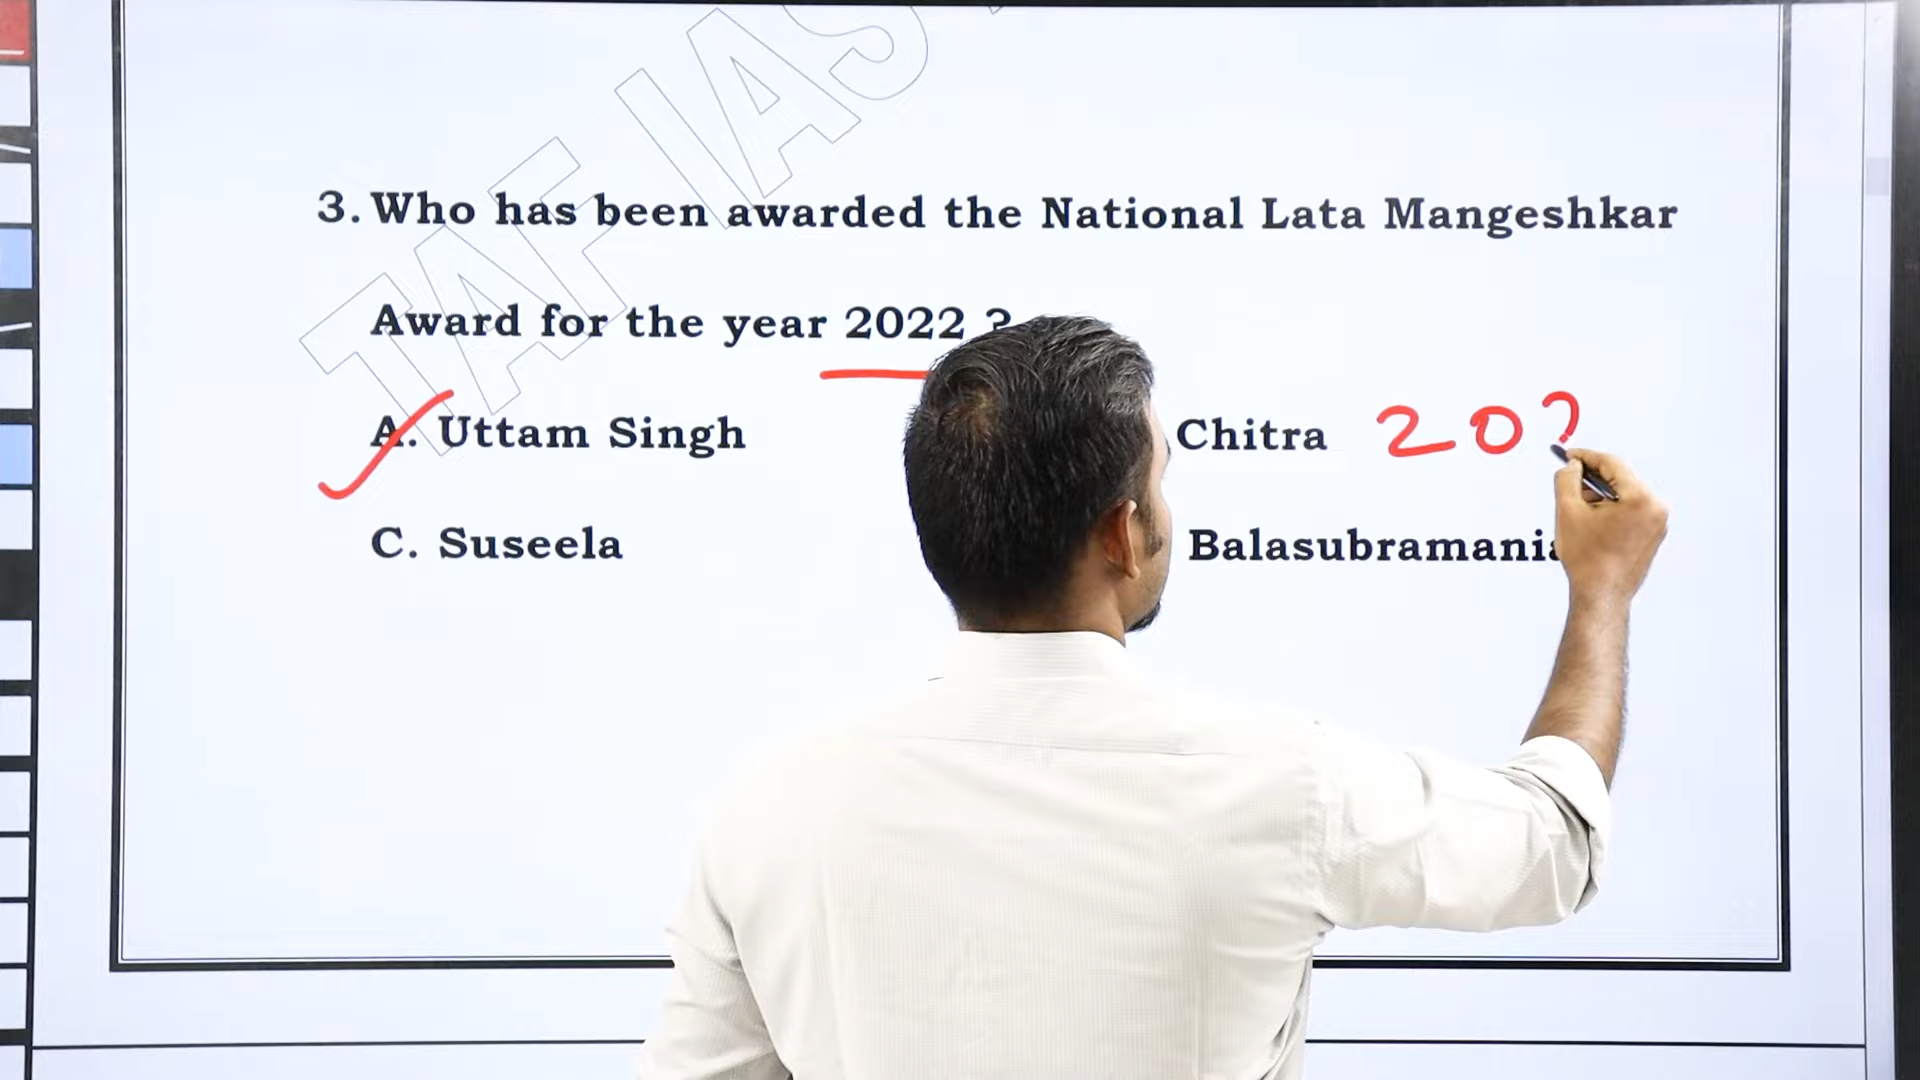 TAF IAS
3. Who has been awarded the National Lata Mangeshkar
Award for the year 2022 ?
A. Uttam Singh
Chitra 20
C. Suseela